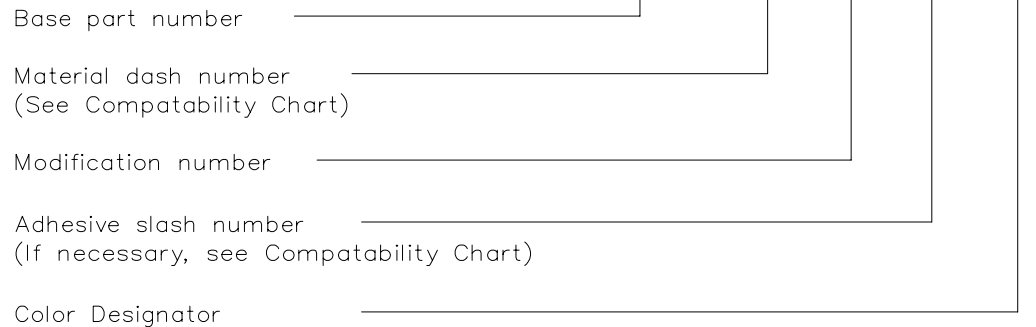 Base part number
Material dash number
(See Compatability Chart)
Modification number
Adhesive slash number
(If necessary, see Compatability Chart)
Color Designator